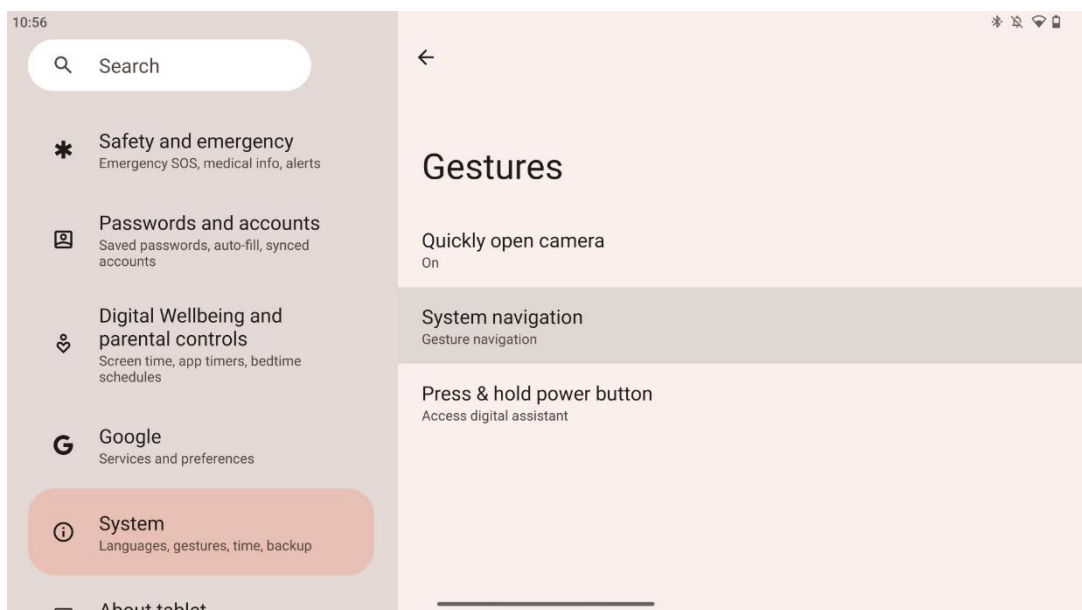 10:56
Search
Safety and emergency
Emergency SOS, medical info, alerts
Passwords and accounts
Saved passwords, auto-fill, synced
accounts
Digital Wellbeing and
parental controls
Screen time, app timers, bedtime
schedules
Google
Services and preferences
System
Languages, gestures, time, backup
About tablet
Gestures
Quickly open camera
On
System navigation
Gesture navigation
Press & hold power button
Access digital assistant